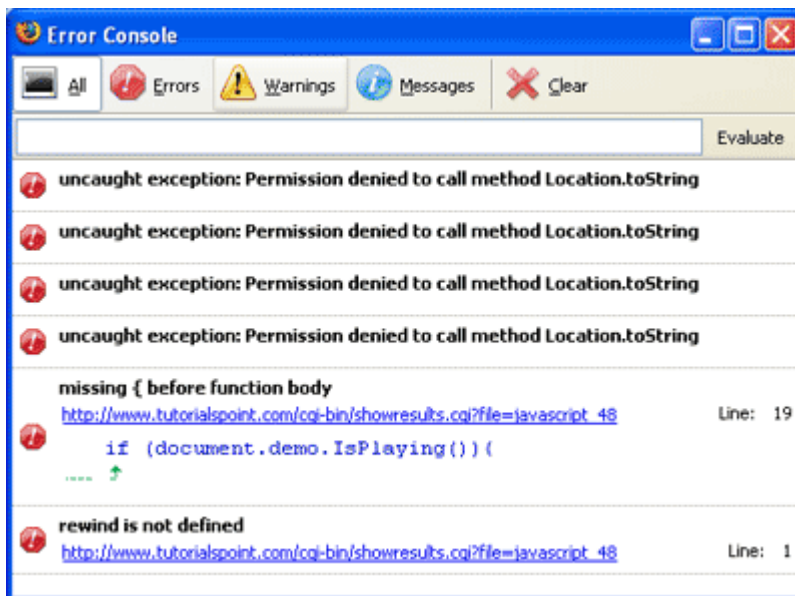 Error Console
All Errors Warnings Messages Clear
Evaluate
uncaught exception: Permission denied to call method Location.toString
uncaught exception: Permission denied to call method Location.toString
uncaught exception: Permission denied to call method Location.toString
uncaught exception: Permission denied to call method Location.toString
missing { before function body
http://www.tutorialspoint.com/cgi-bin/showresults.cgi?file=javascript_48 Line: 19
if (document.demo.IsPlaying()){
rewind is not defined
http://www.tutorialspoint.com/cgi-bin/showresults.cgi?file=javascript_48 Line: 1